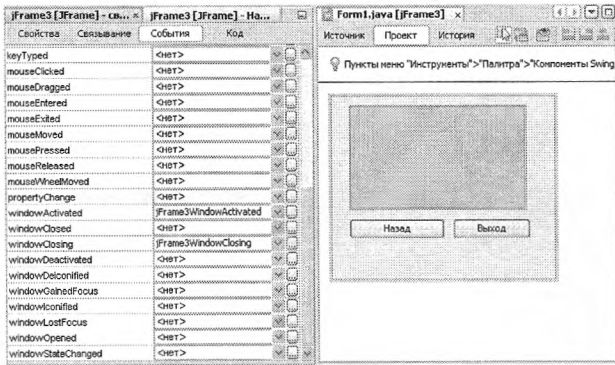 jFrame3 [JFrame] - св... × jFrame3 [JFrame] - На...
Свойства Связывание События Код
keyTyped <нет>
mouseClicked <нет>
mouseDragged <нет>
mouseEntered <нет>
mouseExited <нет>
mouseMoved <нет>
mousePressed <нет>
mouseReleased <нет>
mouseWheelMoved <нет>
propertyChange <нет>
windowActivated jFrame3WindowActivated
windowClosed <нет>
windowClosing jFrame3WindowClosing
windowDeactivated <нет>
windowDeiconified <нет>
windowGainedFocus <нет>
windowIconified <нет>
windowLostFocus <нет>
windowOpened <нет>
windowStateChanged <нет>
Form1.java [jFrame3] ×
Источник Проект История
Пункты меню "Инструменты">"Палитра">"Компоненты Swing
Назад Выход